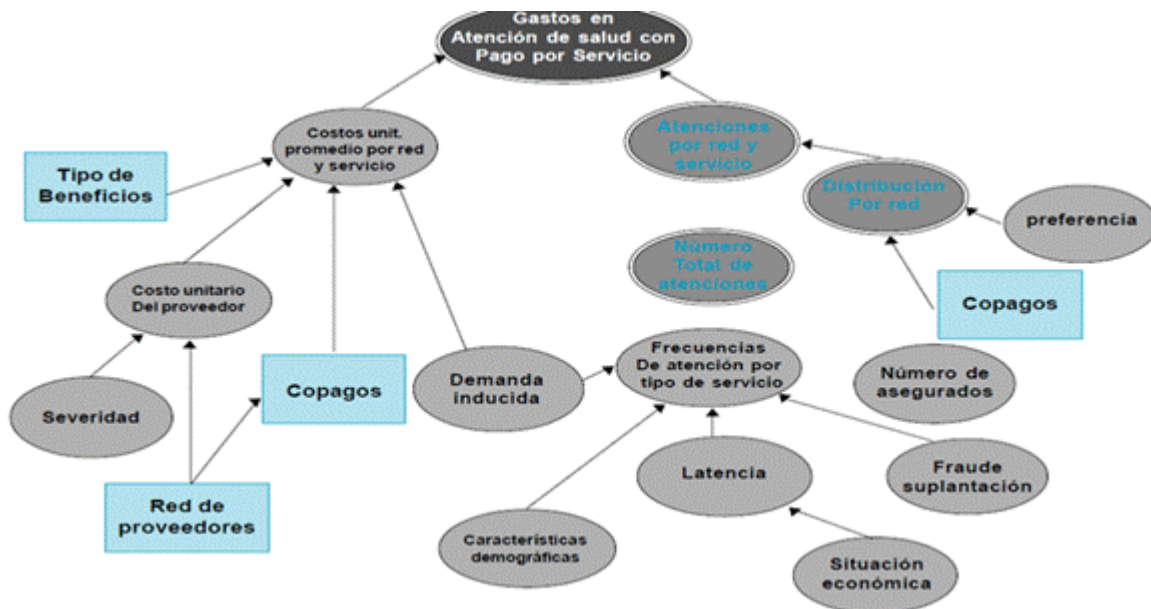 Gastos en
Atención de salud con
Pago por Servicio
Atenciones
por red y
servicio
Costos unit.
promedio por red
y servicio
Tipo de
Beneficios
Distribución
Por red
preferencia
Número
Total de
atenciones
Costo unitario
Del proveedor
Copagos
Frecuencias
De atención por
tipo de servicio
Copagos
Demanda
inducida
Número de
asegurados
Severidad
Latencia
Fraude
suplantación
Red de
proveedores
Características
demográficas
Situación
económica